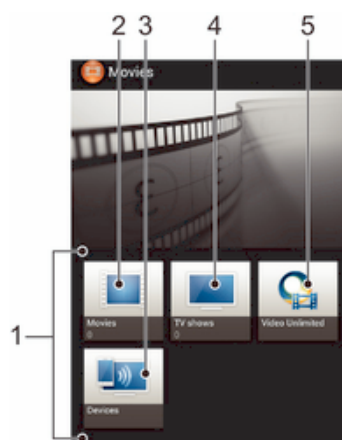 2 3 4 5
Movies
1
Movies
0
TV shows
0
Video Unlimited
Devices